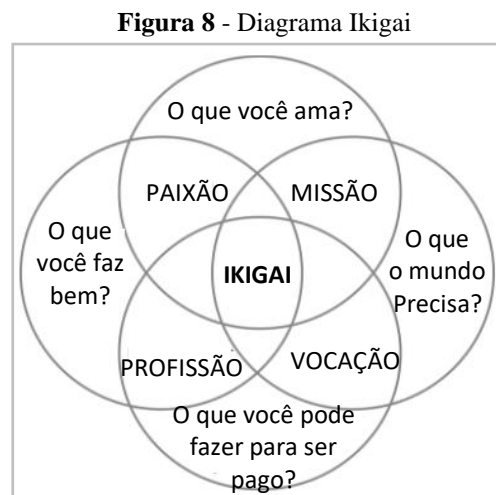 Figura 8 - Diagrama Ikigai
O que você ama?
PAIXÃO
MISSÃO
O que
você faz
bem?
IKIGAI
O que
o mundo
Precisa?
PROFISSÃO
VOCAÇÃO
O que você pode
fazer para ser
pago?